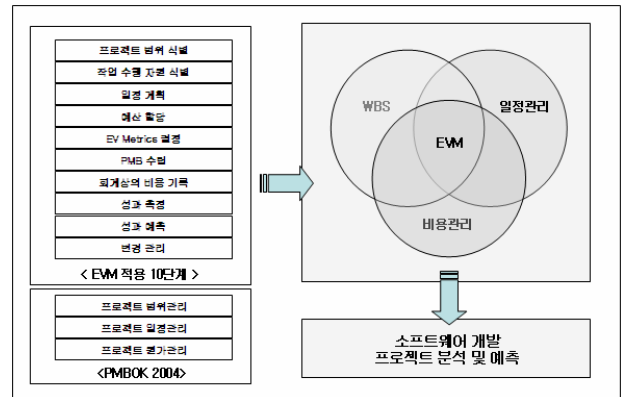 프로젝트 범위 식별
작업 수행 자원 식별
일정 계획
예산 할당
EV Metrics 결정
PMB 수립
회계상의 비용 기록
성과 측정
성과 예측
변경 관리
< EVM 적용 10단계 >
프로젝트 범위관리
프로젝트 일정관리
프로젝트 평가관리
<PMBOK 2004>
WBS
일정관리
EVM
비용관리
소프트웨어 개발
프로젝트 분석 및 예측